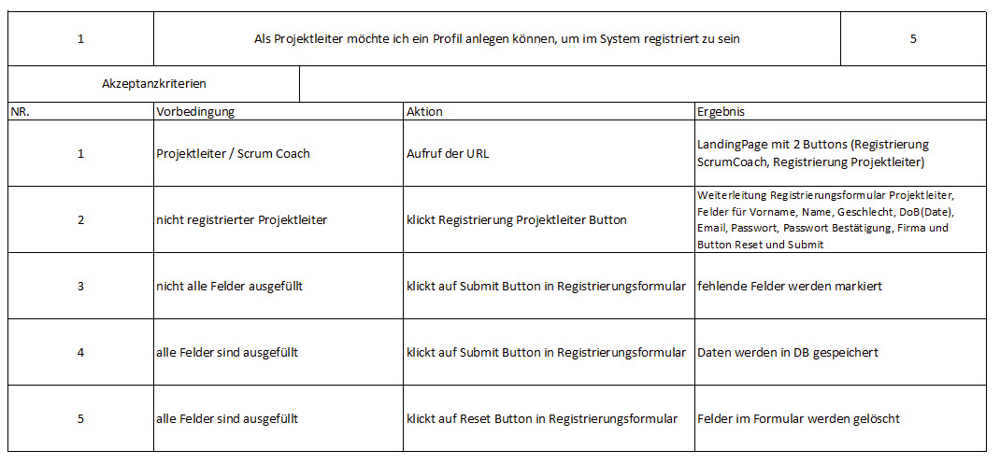 1 Als Projektleiter möchte ich ein Profil anlegen können, um im System registriert zu sein 5
Akzeptanzkriterien
NR. Vorbedingung Aktion Ergebnis
1 Projektleiter / Scrum Coach Aufruf der URL LandingPage mit 2 Buttons (Registrierung
ScrumCoach, Registrierung Projektleiter)
2 nicht registrierter Projektleiter klickt Registrierung Projektleiter Button Weiterleitung Registrierungsformular Projektleiter,
Felder für Vorname, Name, Geschlecht, DoB(Date),
Email, Passwort, Passwort Bestätigung, Firma und
Button Reset und Submit
3 nicht alle Felder ausgefüllt klickt auf Submit Button in Registrierungsformular fehlende Felder werden markiert
4 alle Felder sind ausgefüllt klickt auf Submit Button in Registrierungsformular Daten werden in DB gespeichert
5 alle Felder sind ausgefüllt klickt auf Reset Button in Registrierungsformular Felder im Formular werden gelöscht